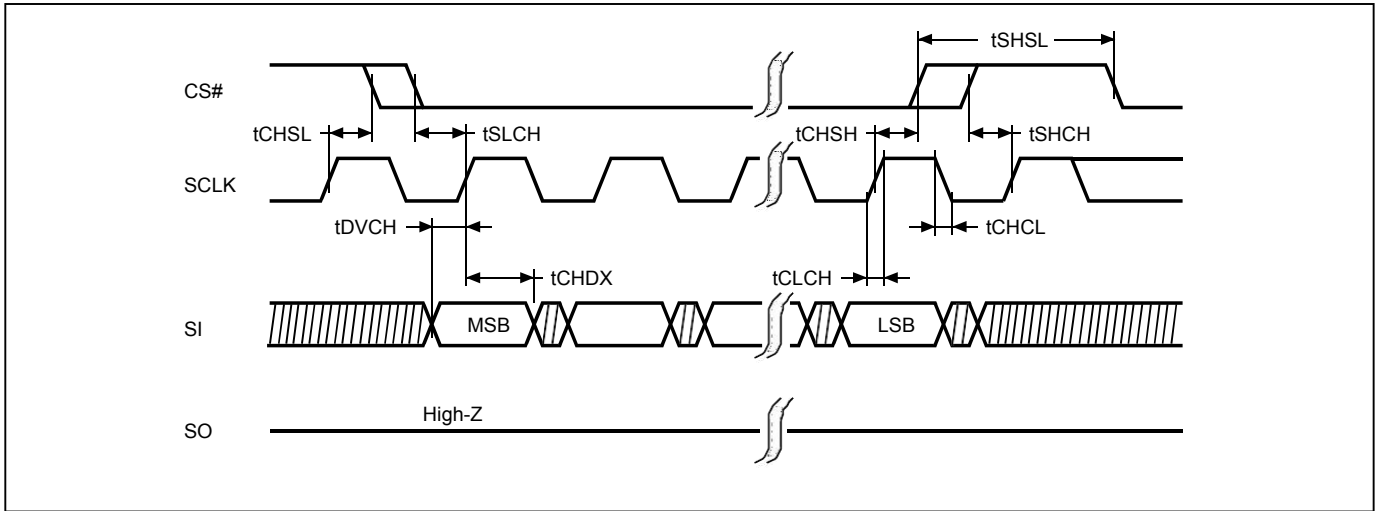 tSHSL
CS#
tCHSL
tSLCH
tCHSH
tSHCH
SCLK
tDVCH
tCHCL
tCHDX
tCLCH
SI
MSB
LSB
High-Z
SO